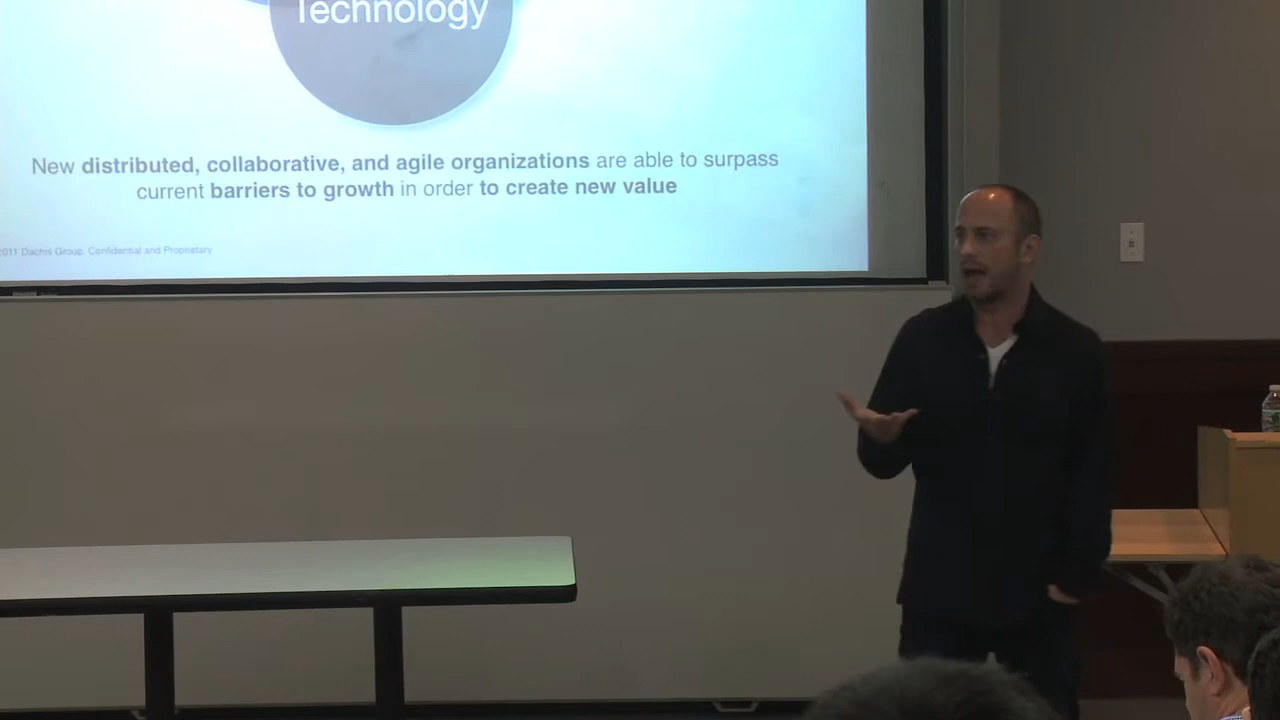 Technology
New distributed, collaborative, and agile organizations are able to surpass
current barriers to growth in order to create new value
2011 Dachis Group. Confidential and Proprietary